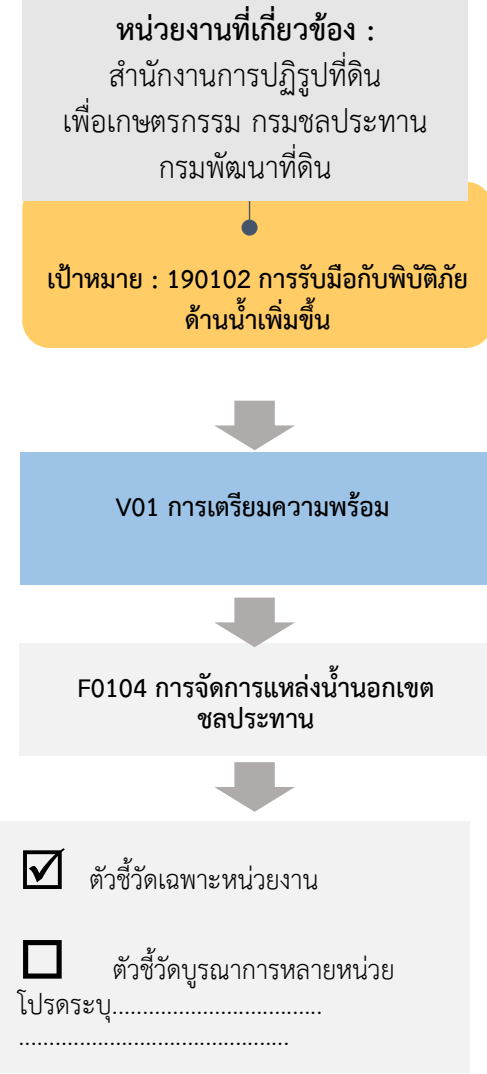 หน่วยงานที่เกี่ยวข้อง :
สำนักงานการปฏิรูปที่ดิน
เพื่อเกษตรกรรม กรมชลประทาน
กรมพัฒนาที่ดิน
เป้าหมาย : 190102 การรับมือกับพิบัติภัย
ด้านน้ำเพิ่มขึ้น
V01 การเตรียมความพร้อม
F0104 การจัดการแหล่งน้ำนอกเขต
ชลประทาน
☑ ตัวชี้วัดเฉพาะหน่วยงาน
☐ ตัวชี้วัดบูรณาการหลายหน่วย
โปรดระบุ...................................
.............................................